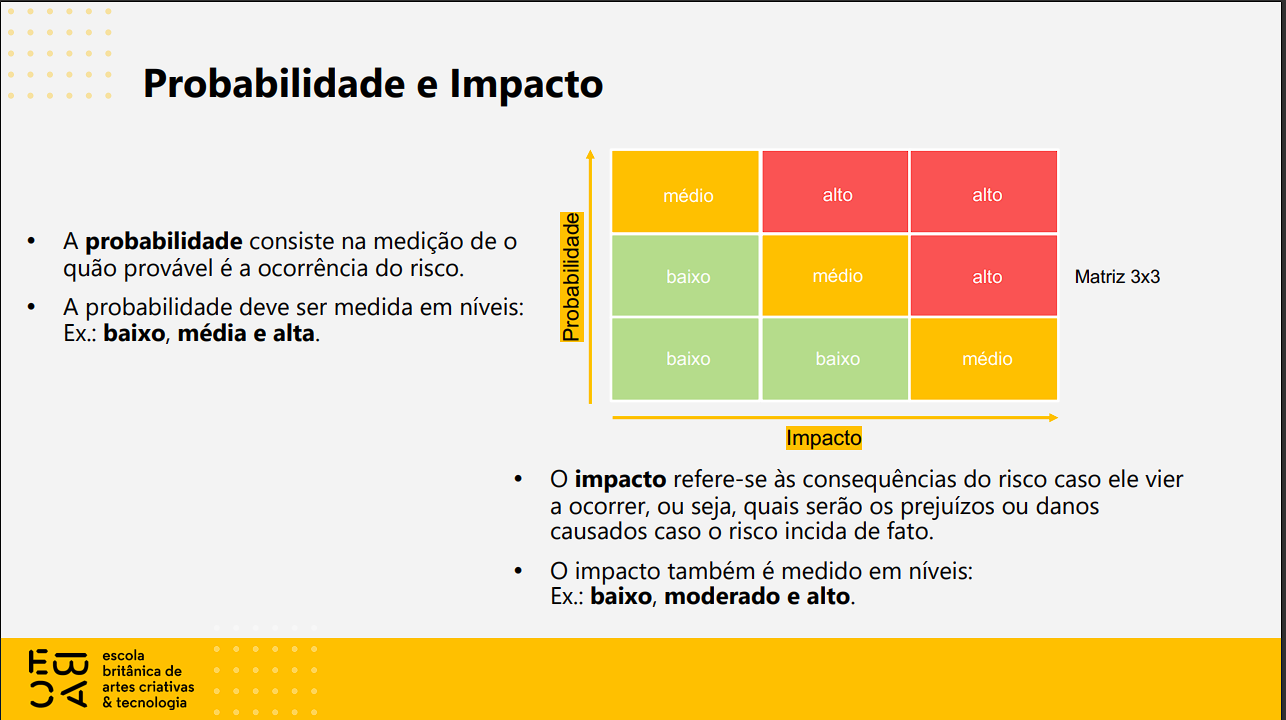 Probabilidade e Impacto
• A probabilidade consiste na medição de o
quão provável é a ocorrência do risco.
• A probabilidade deve ser medida em níveis:
Ex.: baixo, média e alta.
Probabilidade
médio alto alto
baixo médio alto
baixo baixo médio
Matriz 3x3
Impacto
• O impacto refere-se às consequências do risco caso ele vier
a ocorrer, ou seja, quais serão os prejuízos ou danos
causados caso o risco incida de fato.
• O impacto também é medido em níveis:
Ex.: baixo, moderado e alto.
EBAC
escola
britânica de
artes criativas
& tecnologia